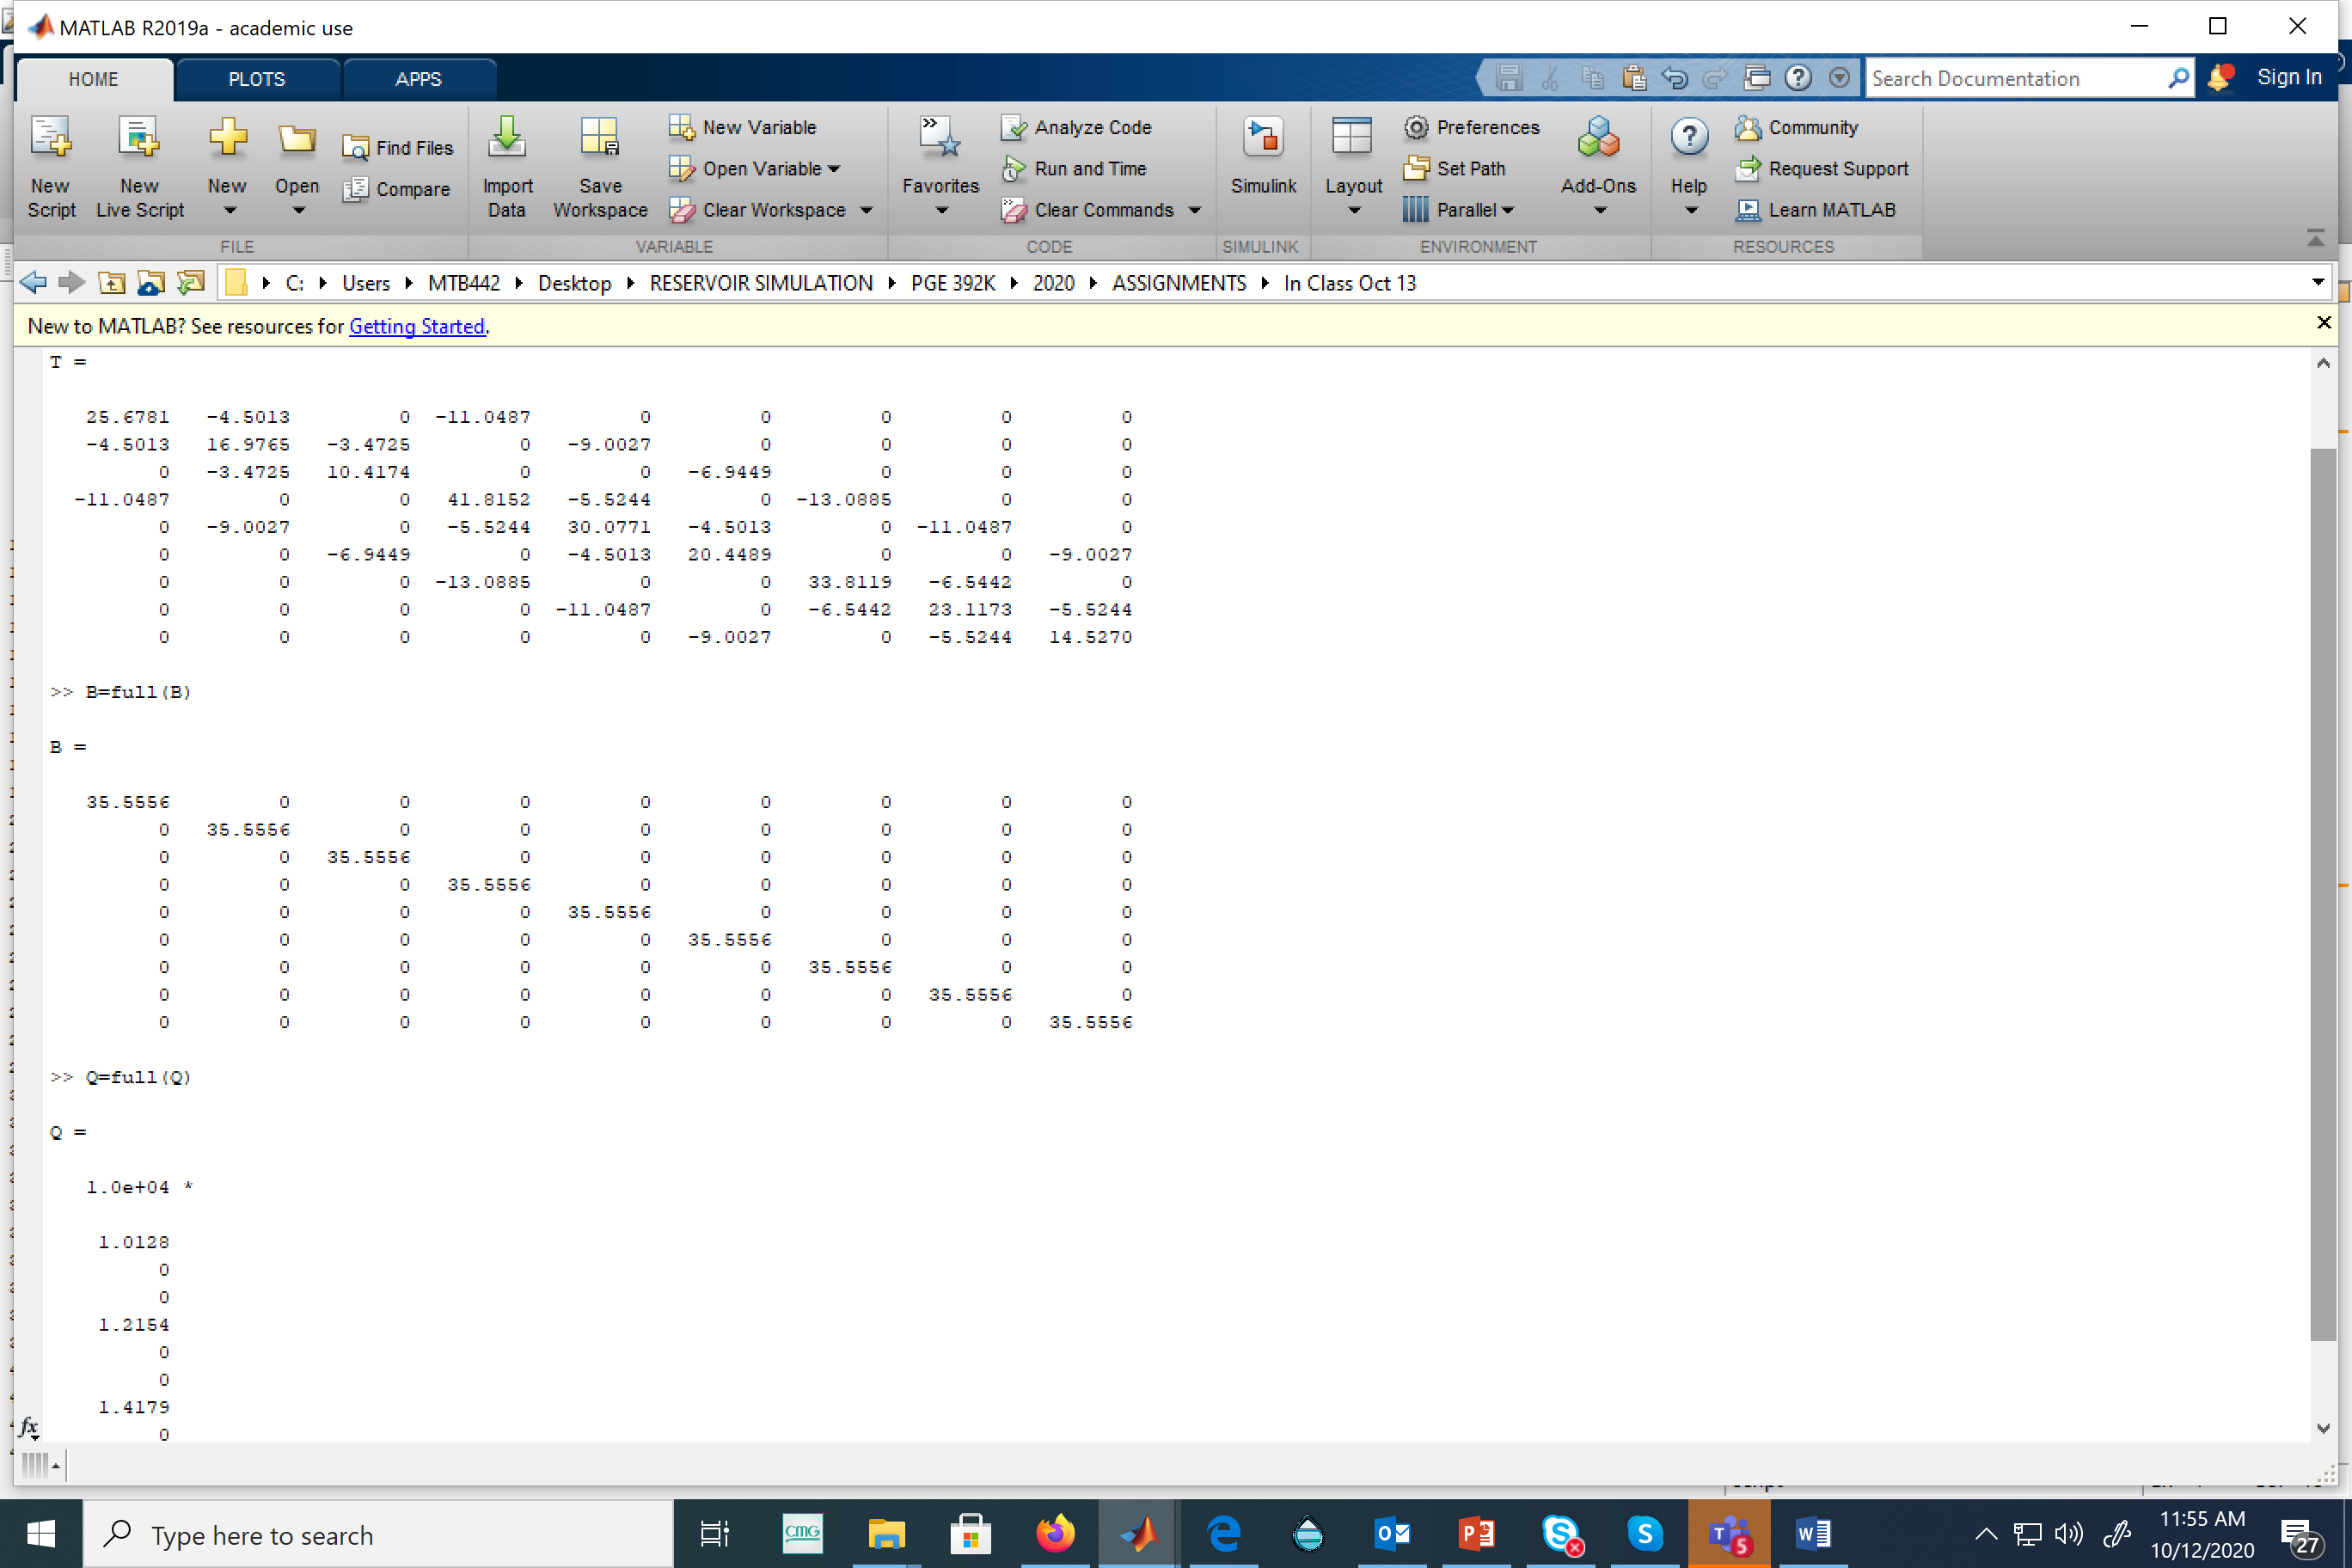 MATLAB R2019a - academic use
HOME PLOTS APPS
Search Documentation
Sign In
New Script
New Live Script
New
Open
Find Files
Compare
Import Data
Save Workspace
New Variable
Open Variable
Clear Workspace
Favorites
Analyze Code
Run and Time
Clear Commands
Simulink
Layout
Preferences
Set Path
Parallel
Add-Ons
Help
Community
Request Support
Learn MATLAB
FILE VARIABLE CODE SIMULINK ENVIRONMENT RESOURCES
C: Users MTB442 Desktop RESERVOIR SIMULATION PGE 392K 2020 ASSIGNMENTS In Class Oct 13
New to MATLAB? See resources for Getting Started.
T =
25.6781 -4.5013 0 -11.0487 0 0 0 0 0
-4.5013 16.9765 -3.4725 0 -9.0027 0 0 0 0
0 -3.4725 10.4174 0 0 -6.9449 0 0 0
-11.0487 0 0 41.8152 -5.5244 0 -13.0885 0 0
0 -9.0027 0 -5.5244 30.0771 -4.5013 0 -11.0487 0
0 0 -6.9449 0 -4.5013 20.4489 0 0 -9.0027
0 0 0 -13.0885 0 0 33.8119 -6.5442 0
0 0 0 0 -11.0487 0 -6.5442 23.1173 -5.5244
0 0 0 0 0 -9.0027 0 -5.5244 14.5270
>> B=full(B)
B =
35.5556 0 0 0 0 0 0 0 0
0 35.5556 0 0 0 0 0 0 0
0 0 35.5556 0 0 0 0 0 0
0 0 0 35.5556 0 0 0 0 0
0 0 0 0 35.5556 0 0 0 0
0 0 0 0 0 35.5556 0 0 0
0 0 0 0 0 0 35.5556 0 0
0 0 0 0 0 0 0 35.5556 0
0 0 0 0 0 0 0 0 35.5556
>> Q=full(Q)
Q =
1.0e+04 *
1.0128
0
0
1.2154
0
0
1.4179
0
fx
Type here to search
CMG
5
11:55 AM
10/12/2020
27